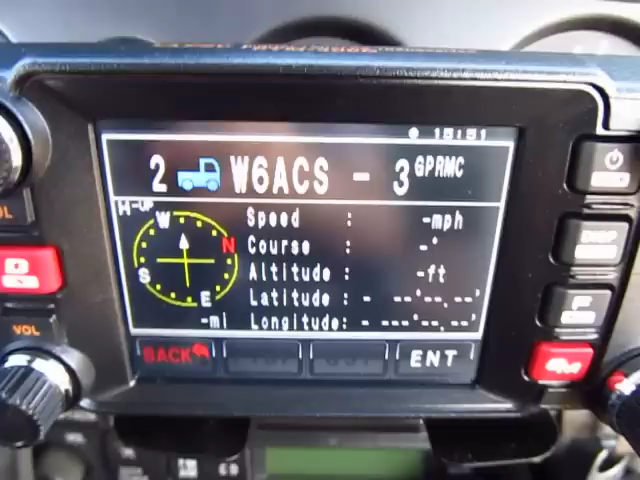 15:51
2 W6ACS - 3 GPRMC
H-UP
W
N
S
E
-mi
Speed : -mph
Course : -°
Altitude : -ft
Latitude : - --°--.--'
Longitude: - ---°--.--'
BACK
ENT
DISP
F
VOL
VOL